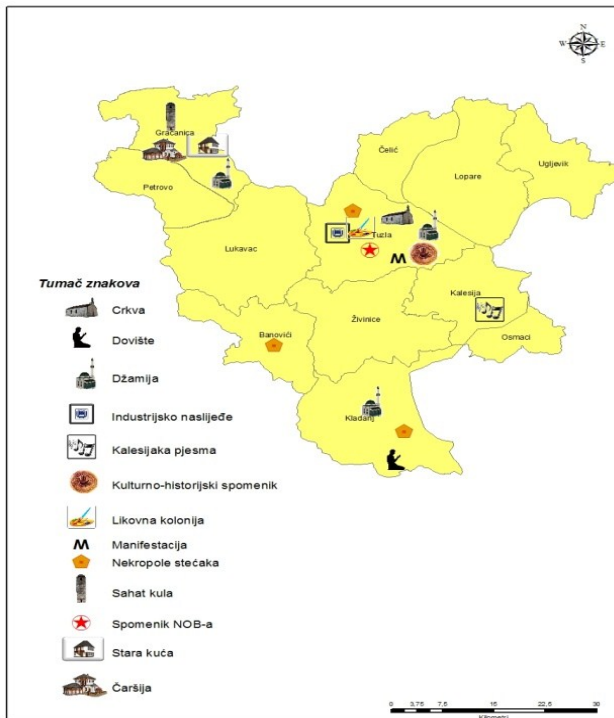 N
W E
S
Gračanica
Čelić
Ugljevik
Lopare
Petrovo
Tuzla
M
Lukavac
Kalesija
Živinice
Osmaci
Banovići
Kladanj
Tumač znakova
Crkva
Dovište
Džamija
Industrijsko naslijeđe
Kalesijaka pjesma
Kulturno-historijski spomenik
Likovna kolonija
M Manifestacija
Nekropole stećaka
Sahat kula
Spomenik NOB-a
Stara kuća
Čaršija
0 3,75 7,5 15 22,5 30
Kilometri